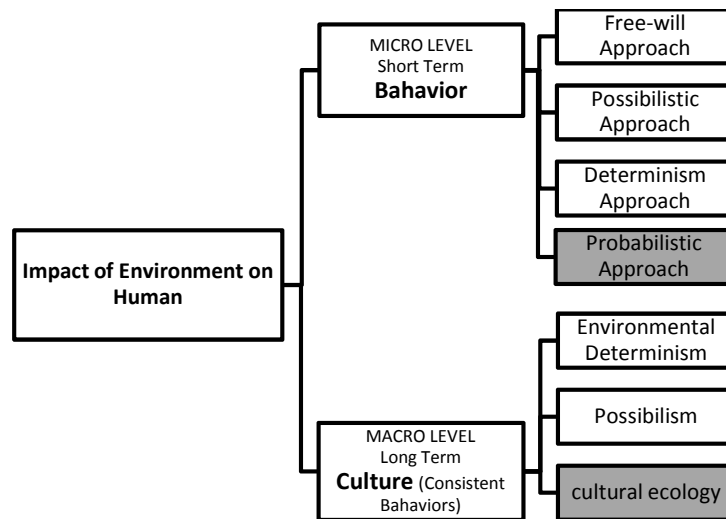 Impact of Environment on
Human
MICRO LEVEL
Short Term
Bahavior
Free-will
Approach
Possibilistic
Approach
Determinism
Approach
Probabilistic
Approach
MACRO LEVEL
Long Term
Culture (Consistent
Bahaviors)
Environmental
Determinism
Possibilism
cultural ecology